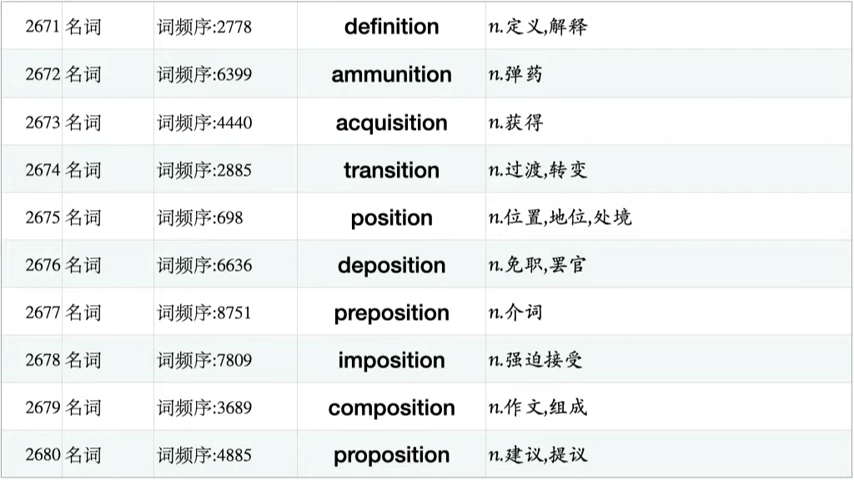 2671 名词 词频序:2778 definition n.定义,解释
2672 名词 词频序:6399 ammunition n.弹药
2673 名词 词频序:4440 acquisition n.获得
2674 名词 词频序:2885 transition n.过渡,转变
2675 名词 词频序:698 position n.位置,地位,处境
2676 名词 词频序:6636 deposition n.免职,罢官
2677 名词 词频序:8751 preposition n.介词
2678 名词 词频序:7809 imposition n.强迫接受
2679 名词 词频序:3689 composition n.作文,组成
2680 名词 词频序:4885 proposition n.建议,提议